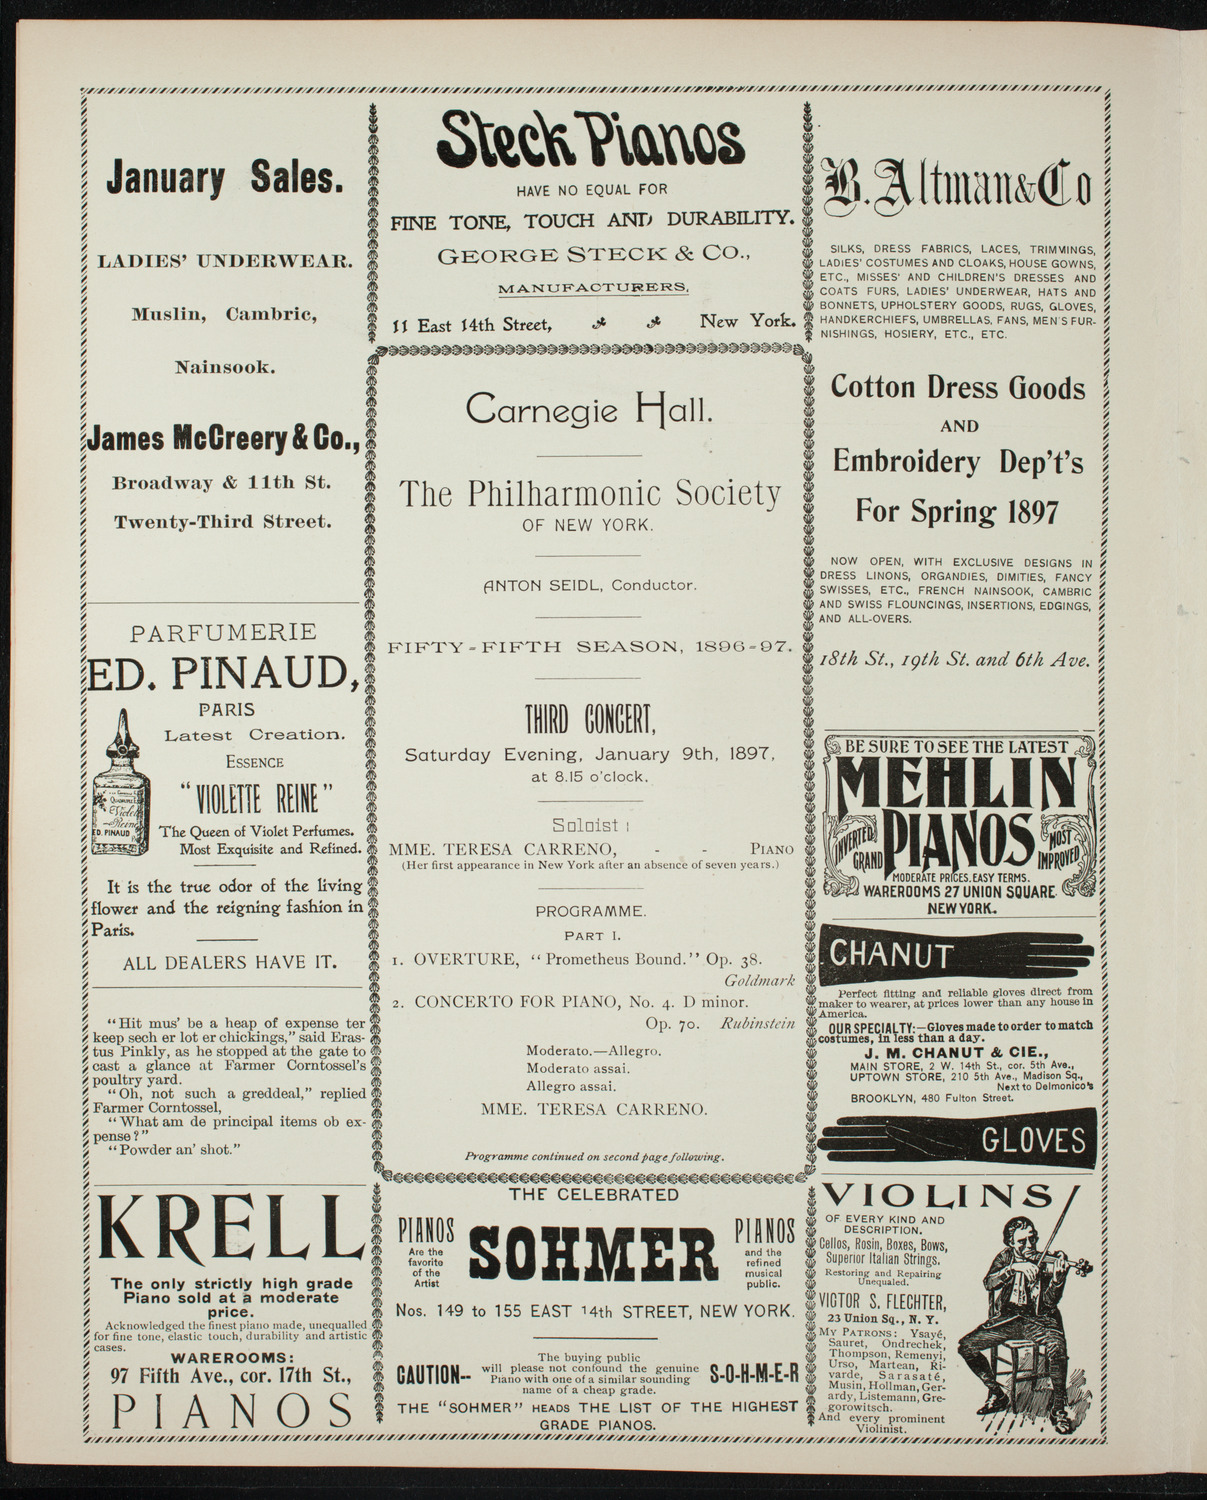 January Sales.
LADIES' UNDERWEAR.
Muslin, Cambric,
Nainsook.
James McCreery & Co.,
Broadway & 11th St.
Twenty-Third Street.
PARFUMERIE
ED. PINAUD,
PARIS
Latest Creation.
ESSENCE
"VIOLETTE REINE"
The Queen of Violet Perfumes.
Most Exquisite and Refined.
ED. PINAUD
It is the true odor of the living
flower and the reigning fashion in
Paris.
ALL DEALERS HAVE IT.
"Hit mus' be a heap of expense ter
keep sech er lot er chickings," said Eras-
tus Pinkly, as he stopped at the gate to
cast a glance at Farmer Corntossel's
poultry yard.
"Oh, not such a greddeal," replied
Farmer Corntossel,
"What am de principal items ob ex-
pense?"
"Powder an' shot."
KRELL
The only strictly high grade
Piano sold at a moderate
price.
Acknowledged the finest piano made, unequalled
for fine tone, elastic touch, durability and artistic
cases.
WAREROOMS:
97 Fifth Ave., cor. 17th St.,
PIANOS
Steck Pianos
HAVE NO EQUAL FOR
FINE TONE, TOUCH AND DURABILITY.
GEORGE STECK & CO.,
MANUFACTURERS,
11 East 14th Street, New York.
Carnegie Hall.
The Philharmonic Society
OF NEW YORK.
ANTON SEIDL, Conductor.
FIFTY-FIFTH SEASON, 1896-97.
THIRD CONCERT,
Saturday Evening, January 9th, 1897,
at 8.15 o'clock.
Soloist:
MME. TERESA CARRENO, - - PIANO
(Her first appearance in New York after an absence of seven years.)
PROGRAMME.
PART I.
1. OVERTURE, "Prometheus Bound." Op. 38.
Goldmark
2. CONCERTO FOR PIANO, No. 4. D minor.
Op. 70. Rubinstein
Moderato.—Allegro.
Moderato assai.
Allegro assai.
MME. TERESA CARRENO.
Programme continued on second page following.
THE CELEBRATED
PIANOS
Are the
favorite
of the
Artist
SOHMER
PIANOS
and the
refined
musical
public.
Nos. 149 to 155 EAST 14th STREET, NEW YORK.
CAUTION--
The buying public
will please not confound the genuine
Piano with one of a similar sounding
name of a cheap grade.
S-O-H-M-E-R
THE "SOHMER" HEADS THE LIST OF THE HIGHEST
GRADE PIANOS.
B. Altman & Co
SILKS, DRESS FABRICS, LACES, TRIMMINGS,
LADIES' COSTUMES AND CLOAKS, HOUSE GOWNS,
ETC., MISSES' AND CHILDREN'S DRESSES AND
COATS FURS, LADIES' UNDERWEAR, HATS AND
BONNETS, UPHOLSTERY GOODS, RUGS, GLOVES,
HANDKERCHIEFS, UMBRELLAS, FANS, MEN'S FUR-
NISHINGS, HOSIERY, ETC., ETC.
Cotton Dress Goods
AND
Embroidery Dep't's
For Spring 1897
NOW OPEN, WITH EXCLUSIVE DESIGNS IN
DRESS LINONS, ORGANDIES, DIMITIES, FANCY
SWISSES, ETC., FRENCH NAINSOOK, CAMBRIC
AND SWISS FLOUNCINGS, INSERTIONS, EDGINGS,
AND ALL-OVERS.
18th St., 19th St. and 6th Ave.
BE SURE TO SEE THE LATEST
MEHLIN
PIANOS
INVERTED
GRAND
MOST
IMPROVED
MODERATE PRICES. EASY TERMS.
WAREROOMS 27 UNION SQUARE.
NEW YORK.
CHANUT
Perfect fitting and reliable gloves direct from
maker to wearer, at prices lower than any house in
America.
OUR SPECIALTY:—Gloves made to order to match
costumes, in less than a day.
J. M. CHANUT & CIE.,
MAIN STORE, 2 W. 14th St., cor. 5th Ave.,
UPTOWN STORE, 210 5th Ave., Madison Sq.,
Next to Delmonico's
BROOKLYN, 480 Fulton Street.
GLOVES
VIOLINS
OF EVERY KIND AND
DESCRIPTION.
Cellos, Rosin, Boxes, Bows,
Superior Italian Strings.
Restoring and Repairing
Unequaled.
VICTOR S. FLECHTER,
23 Union Sq., N. Y.
MY PATRONS: Ysayé,
Sauret, Ondrechek,
Thompson, Remenyi,
Urso, Martean, Ri-
varde, Sarasaté,
Musin, Hollman, Ger-
ardy, Listemann, Gre-
gorowitsch.
And every prominent
Violinist.